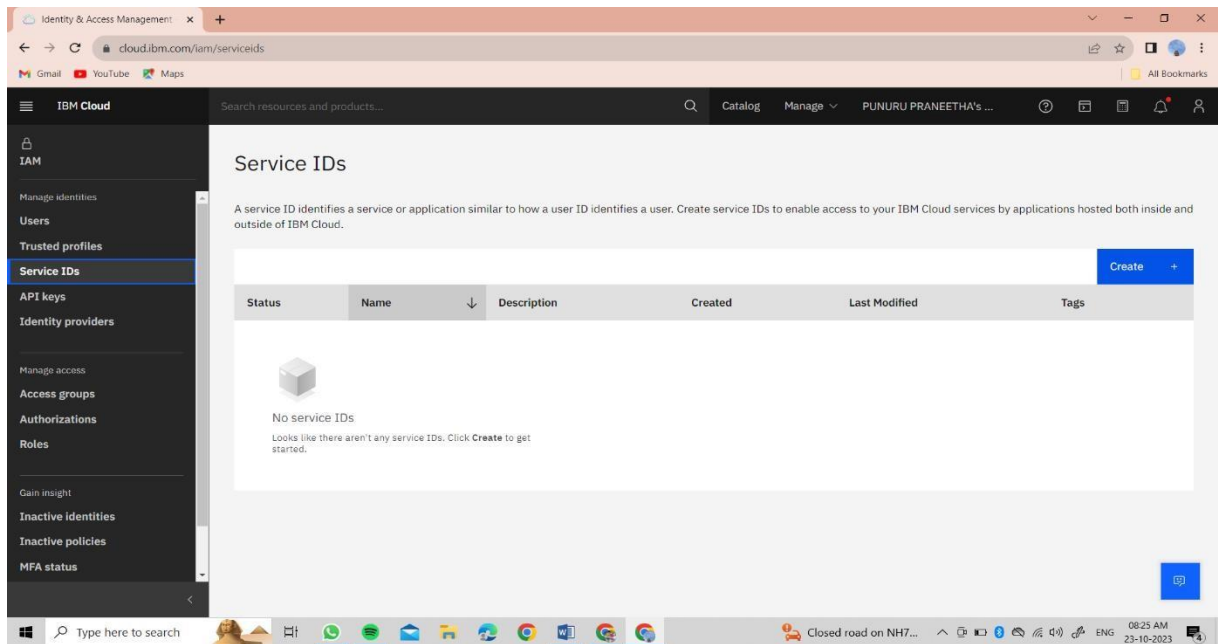 Identity & Access Management
cloud.ibm.com/iam/serviceids
Gmail YouTube Maps All Bookmarks
IBM Cloud Search resources and products... Catalog Manage PUNURU PRANEETHA's ...
IAM
Manage identities
Users
Trusted profiles
Service IDs
API keys
Identity providers
Manage access
Access groups
Authorizations
Roles
Gain insight
Inactive identities
Inactive policies
MFA status
Service IDs
A service ID identifies a service or application similar to how a user ID identifies a user. Create service IDs to enable access to your IBM Cloud services by applications hosted both inside and
outside of IBM Cloud.
Create +
Status Name Description Created Last Modified Tags
No service IDs
Looks like there aren't any service IDs. Click Create to get
started.
Type here to search Closed road on NH7... ENG 08:25 AM
23-10-2023